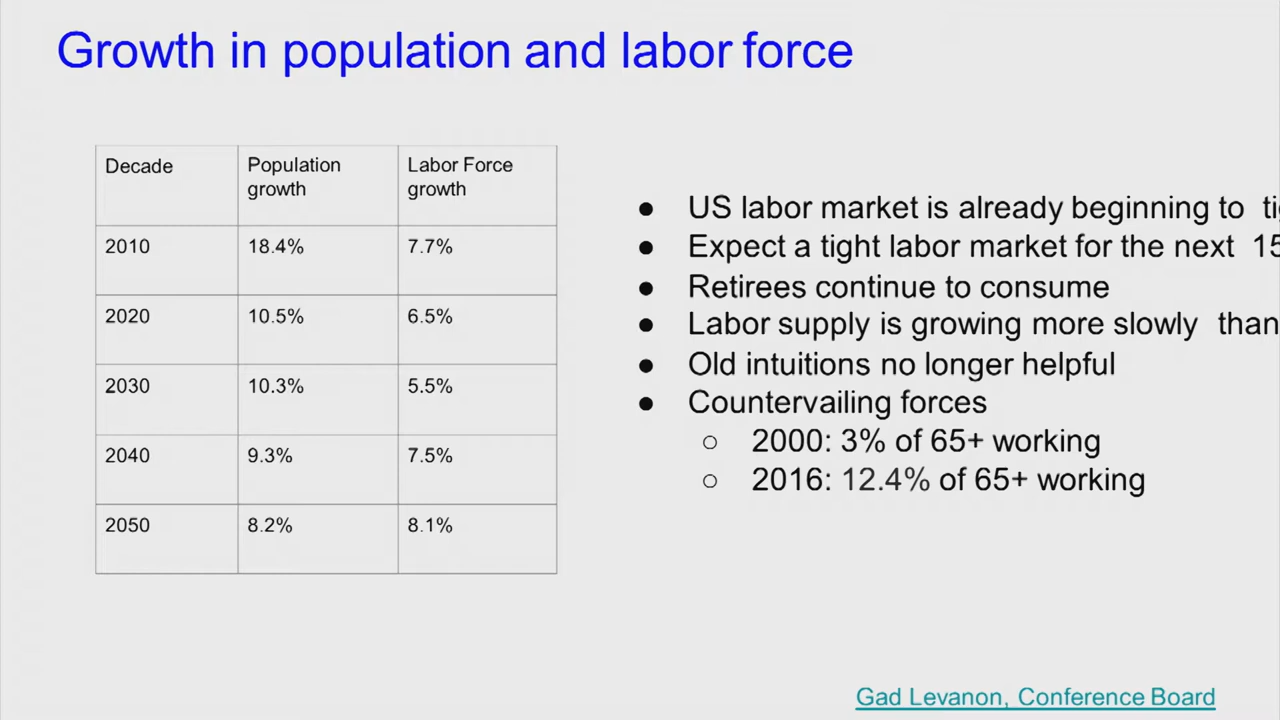 Growth in population and labor force
Decade Population growth Labor Force growth
2010 18.4% 7.7%
2020 10.5% 6.5%
2030 10.3% 5.5%
2040 9.3% 7.5%
2050 8.2% 8.1%
● US labor market is already beginning to
● Expect a tight labor market for the next 15
● Retirees continue to consume
● Labor supply is growing more slowly than
● Old intuitions no longer helpful
● Countervailing forces
○ 2000: 3% of 65+ working
○ 2016: 12.4% of 65+ working
Gad Levanon, Conference Board